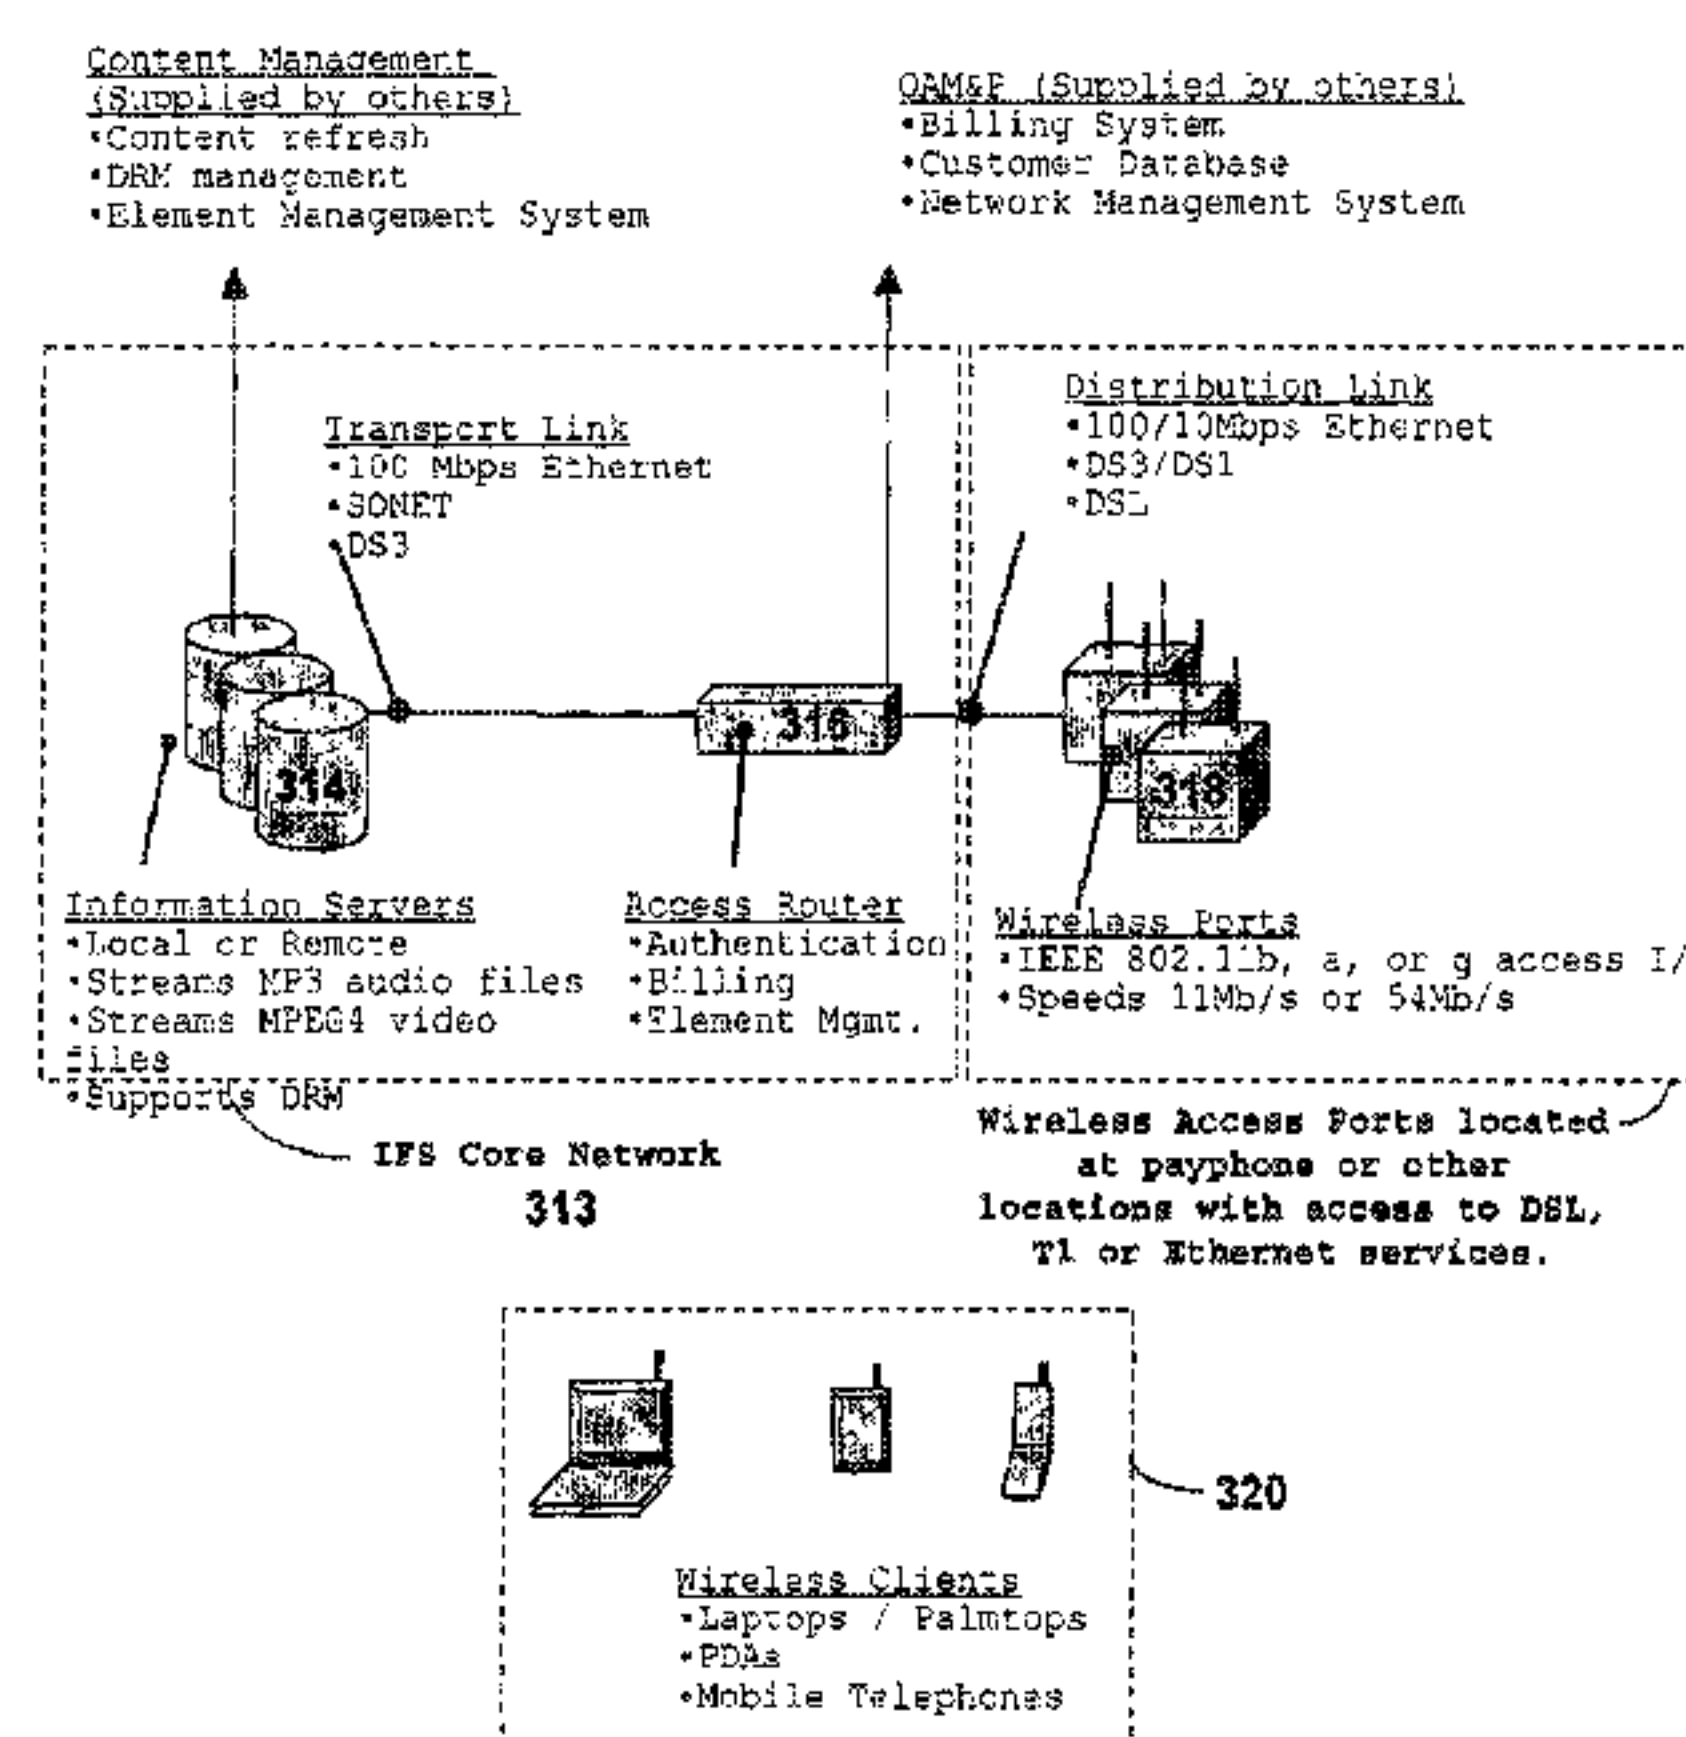 Content Management
(Supplied by others)
•Content refresh
•DRM management
•Element Management System
OAM&P (Supplied by others)
•Billing System
•Customer Database
•Network Management System
Transport Link
•100 Mbps Ethernet
•SONET
•DS3
Distribution Link
•100/10Mbps Ethernet
•DS3/DS1
•DSL
314
316
318
Information Servers
•Local or Remote
•Streams MP3 audio files
•Streams MPEG4 video
files
•Supports DRM
Access Router
•Authentication
•Billing
•Element Mgmt.
Wireless Ports
•IEEE 802.11b, a, or g access I/
•Speeds 11Mb/s or 54Mb/s
IFS Core Network
313
Wireless Access Ports located
at payphone or other
locations with access to DSL,
T1 or Ethernet services.
320
Wireless Clients
•Laptops / Palmtops
•PDAs
•Mobile Telephones